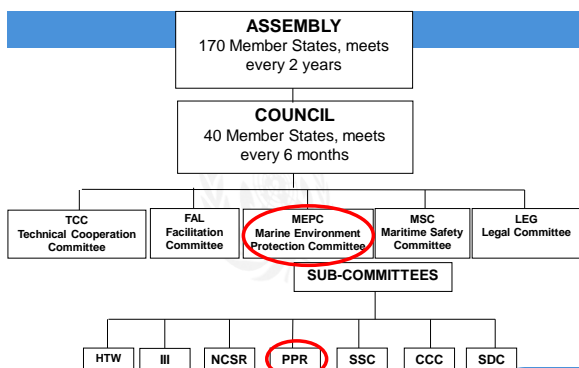 ASSEMBLY
170 Member States, meets
every 2 years
COUNCIL
40 Member States, meets
every 6 months
TCC
Technical Cooperation
Committee
FAL
Facilitation
Committee
MEPC
Marine Environment
Protection Committee
MSC
Maritime Safety
Committee
LEG
Legal Committee
SUB-COMMITTEES
HTW
III
NCSR
PPR
SSC
CCC
SDC